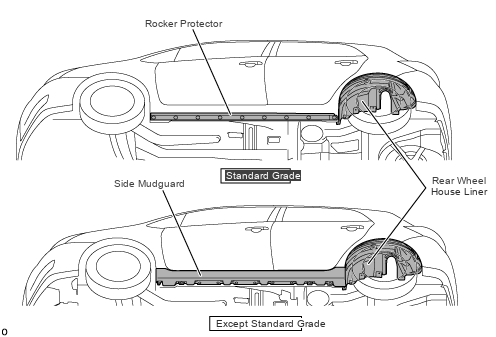 Rocker Protector
Standard Grade
Side Mudguard
Rear Wheel
House Liner
Except Standard Grade
o